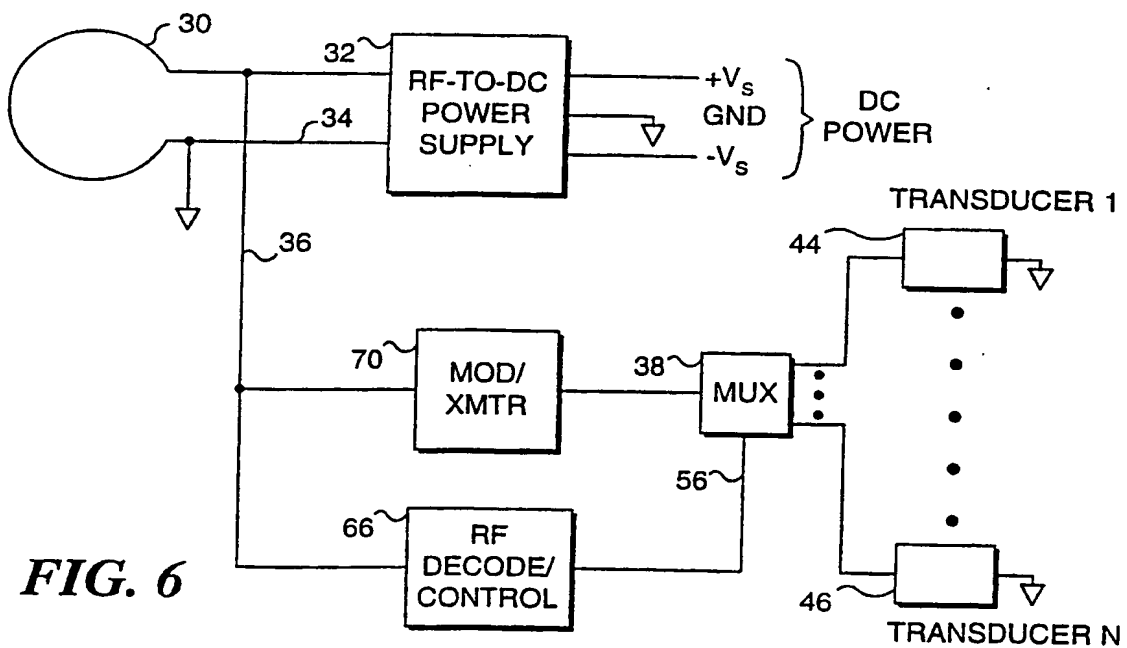 30
32
RF-TO-DC
POWER
SUPPLY
34
+Vs
GND
-Vs
DC
POWER
36
TRANSDUCER 1
44
70
MOD/
XMTR
38
MUX
56
66
RF
DECODE/
CONTROL
46
TRANSDUCER N
FIG. 6